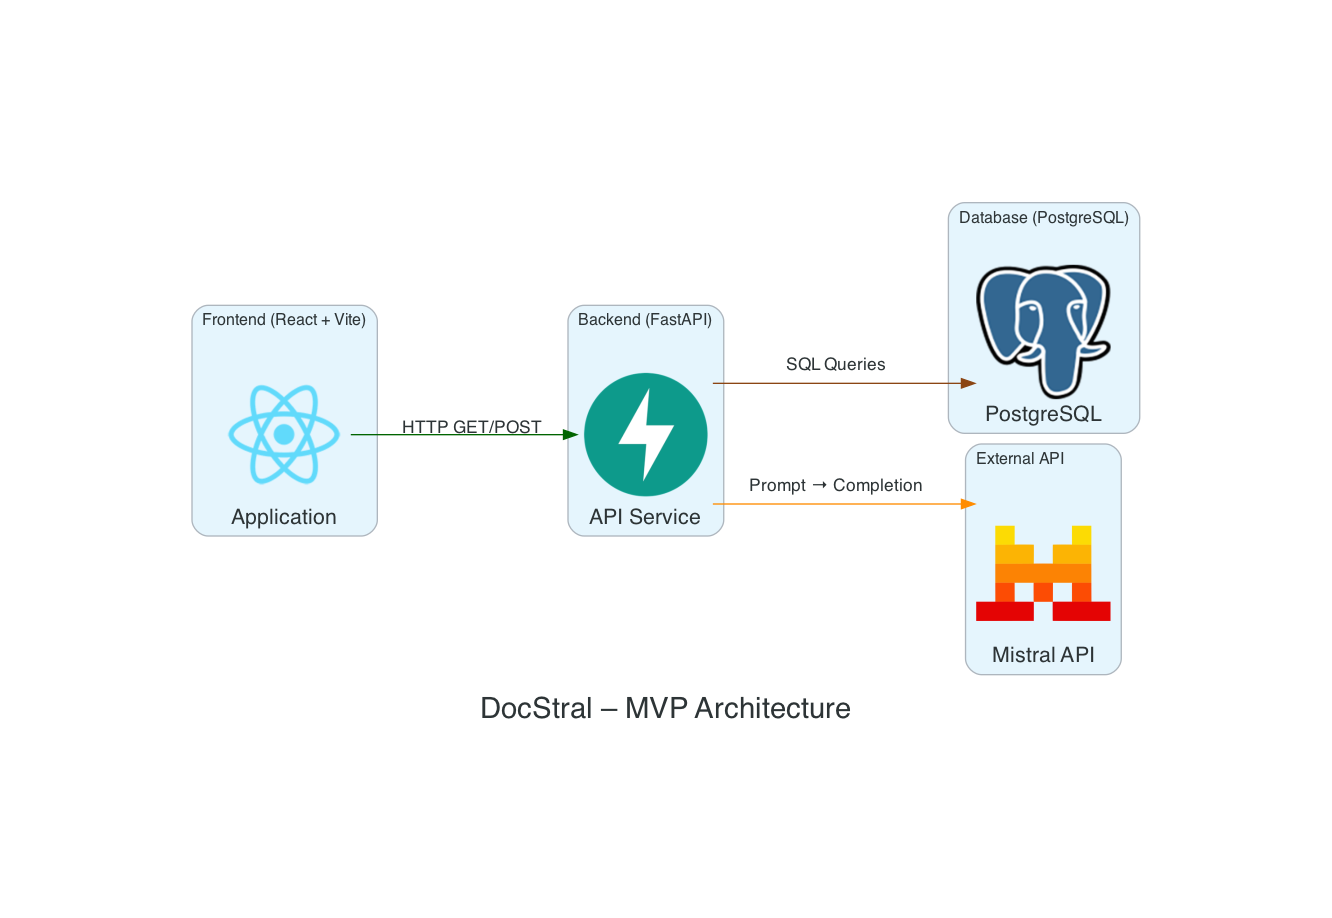 Frontend (React + Vite)
Application
HTTP GET/POST
Backend (FastAPI)
API Service
SQL Queries
Prompt → Completion
Database (PostgreSQL)
PostgreSQL
External API
Mistral API
DocStral – MVP Architecture